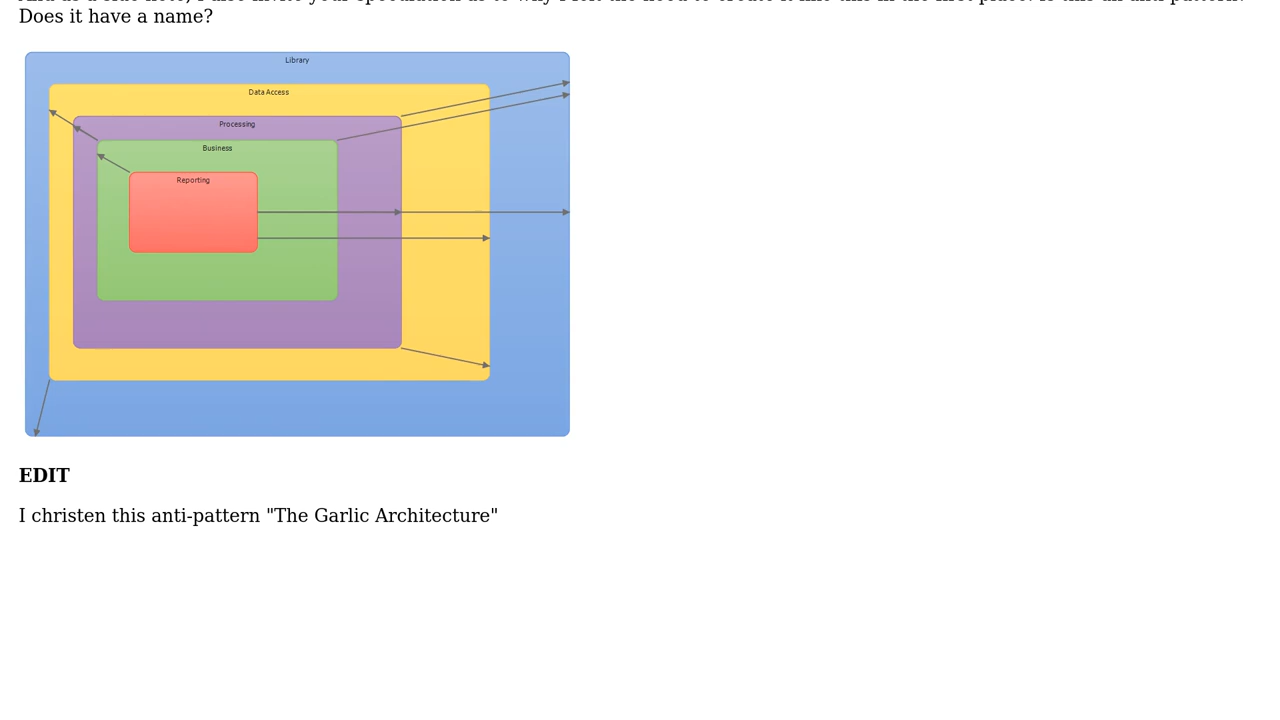 Does it have a name?
Library
Data Access
Processing
Business
Reporting
EDIT
I christen this anti-pattern "The Garlic Architecture"